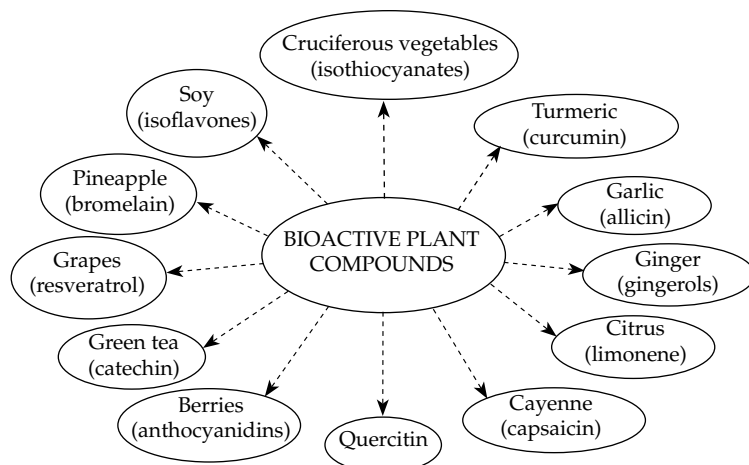 Cruciferous vegetables
(isothiocyanates)
Soy
(isoflavones)
Turmeric
(curcumin)
Pineapple
(bromelain)
Garlic
(allicin)
BIOACTIVE PLANT
COMPOUNDS
Grapes
(resveratrol)
Ginger
(gingerols)
Green tea
(catechin)
Citrus
(limonene)
Berries
(anthocyanidins)
Quercitin
Cayenne
(capsaicin)